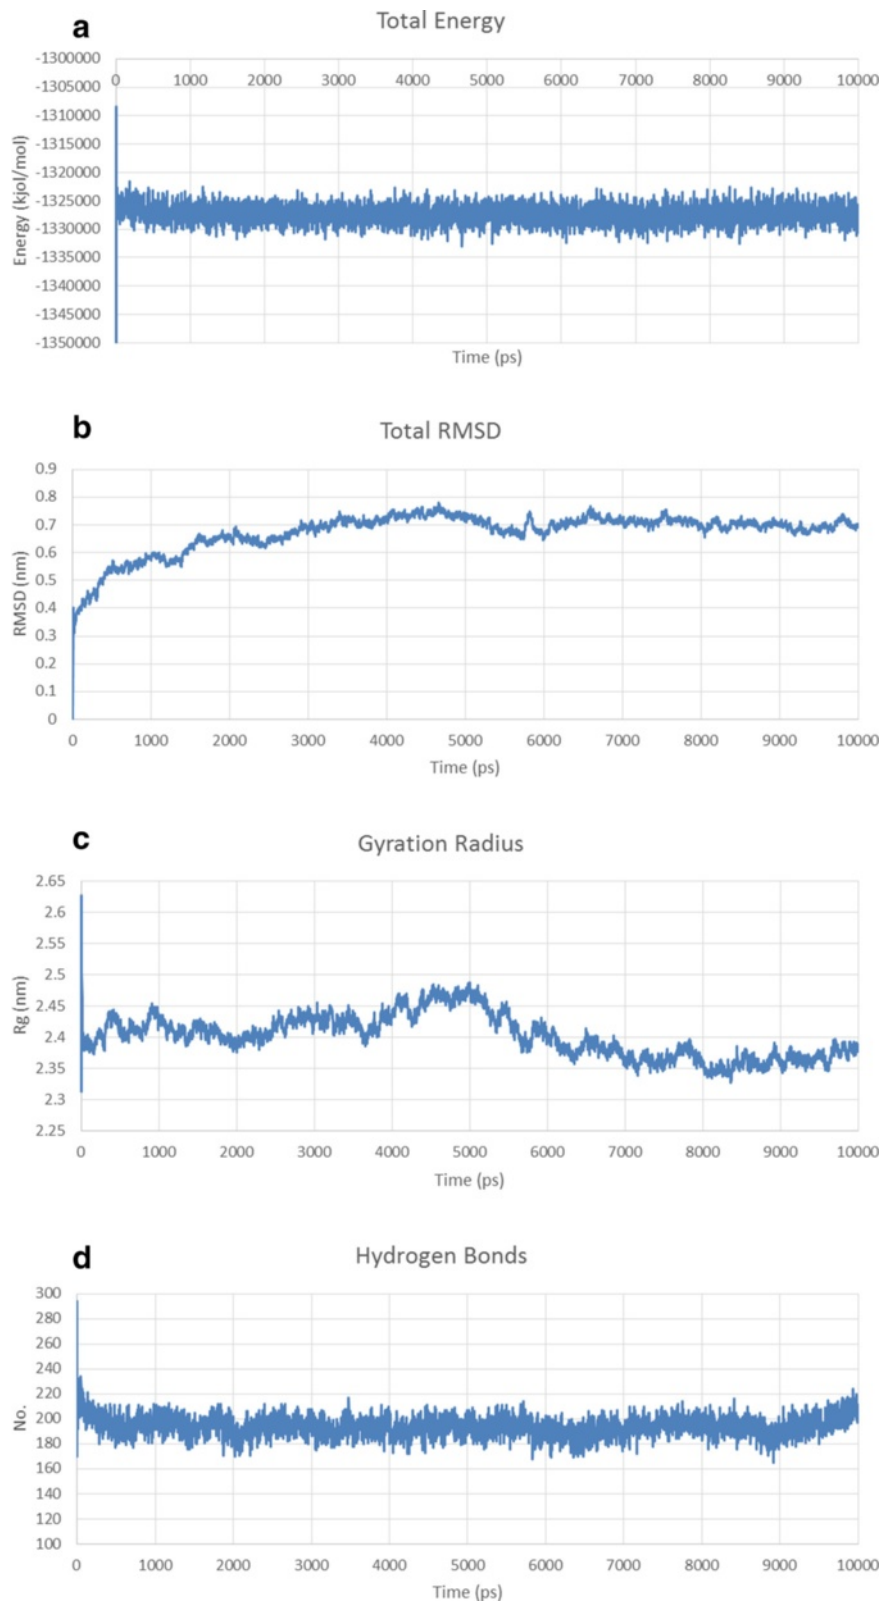 a
Total Energy
-1300000
0 1000 2000 3000 4000 5000 6000 7000 8000 9000 10000
-1305000
-1310000
-1315000
-1320000
-1325000
-1330000
-1335000
-1340000
-1345000
-1350000
Energy (kjol/mol)
Time (ps)
b
Total RMSD
0.9
0.8
0.7
0.6
0.5
0.4
0.3
0.2
0.1
0
RMSD (nm)
0 1000 2000 3000 4000 5000 6000 7000 8000 9000 10000
Time (ps)
c
Gyration Radius
2.65
2.6
2.55
2.5
2.45
2.4
2.35
2.3
2.25
Rg (nm)
0 1000 2000 3000 4000 5000 6000 7000 8000 9000 10000
Time (ps)
d
Hydrogen Bonds
300
280
260
240
220
200
180
160
140
120
100
No.
0 1000 2000 3000 4000 5000 6000 7000 8000 9000 10000
Time (ps)